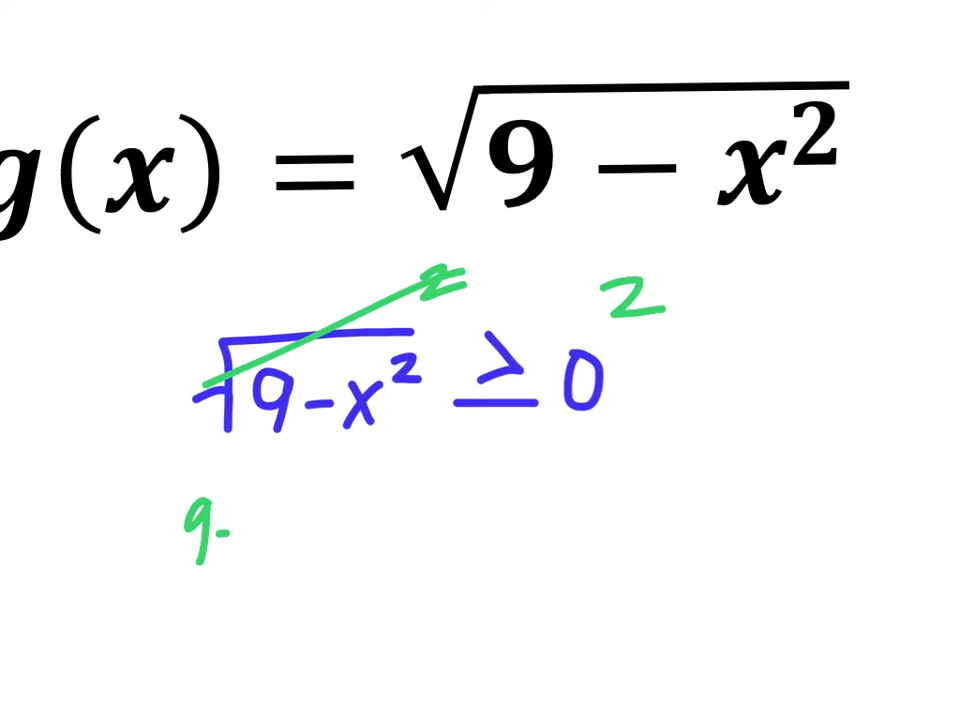 g(x) = √9 − x²
2 2
√9-x² ≥ 0
9-